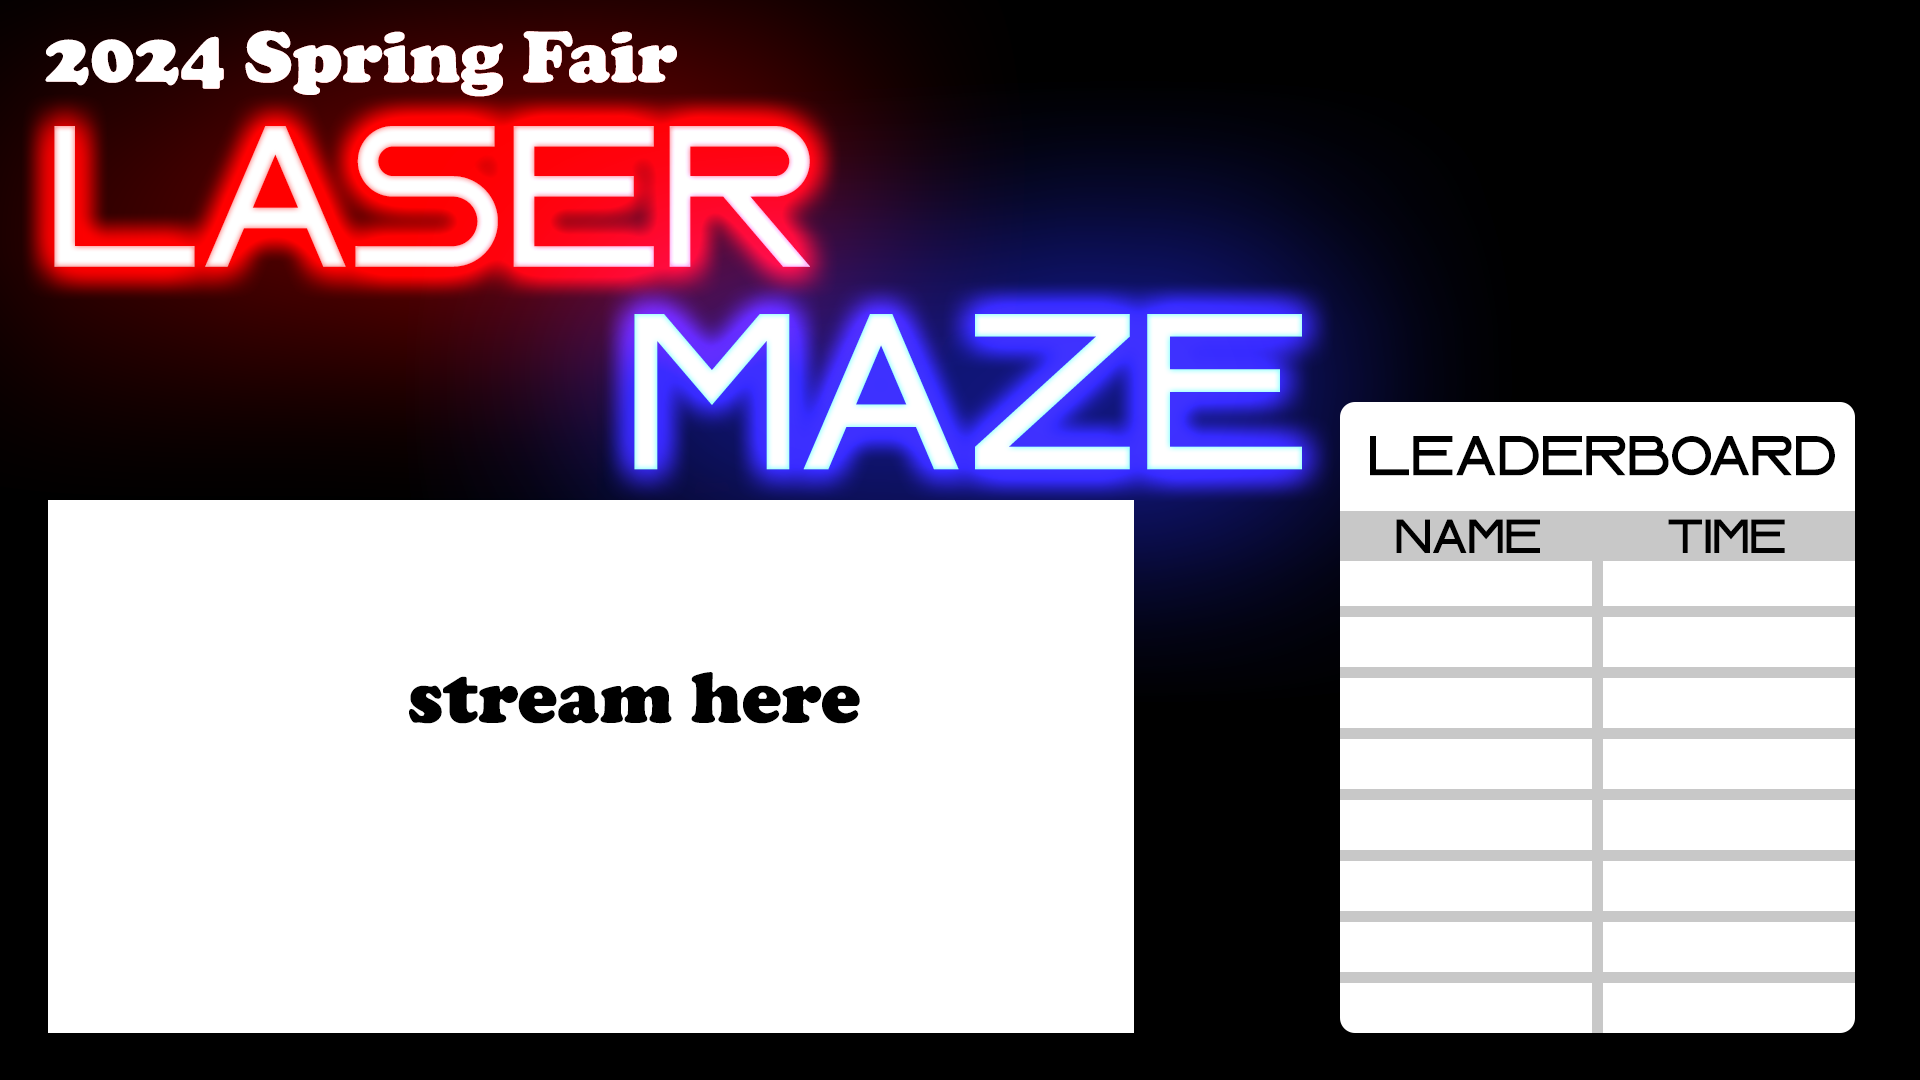 2024 Spring Fair
LASER
MAZE
LEADERBOARD
NAME TIME
stream here